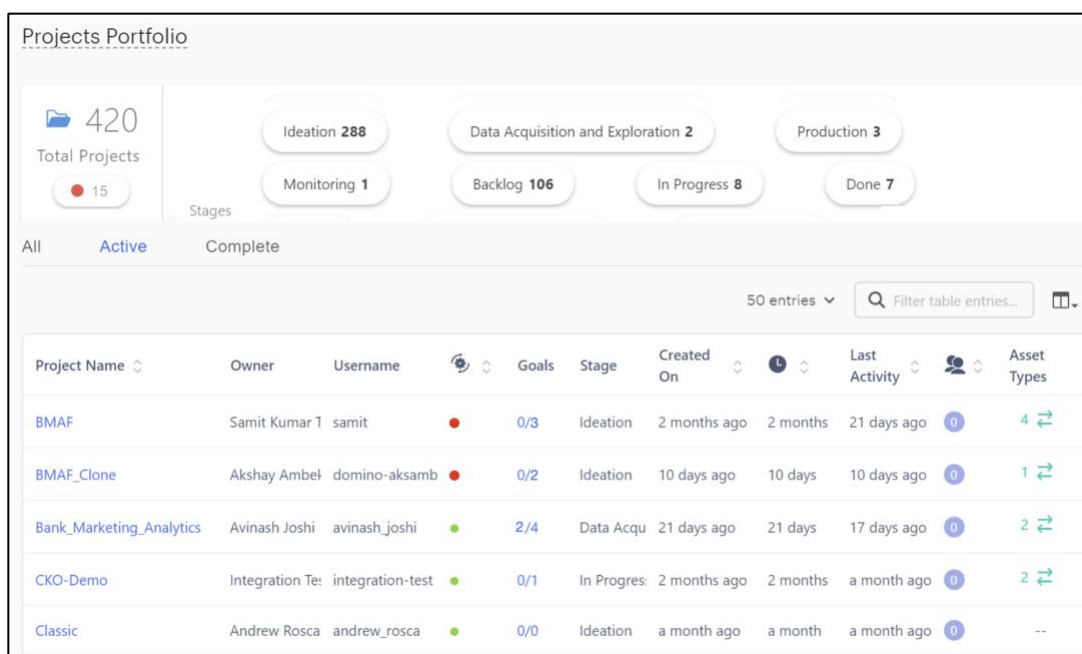 Projects Portfolio
420
Total Projects
15
Stages
Ideation 288 Data Acquisition and Exploration 2 Production 3
Monitoring 1 Backlog 106 In Progress 8 Done 7
All Active Complete
50 entries Filter table entries...
Project Name Owner Username Goals Stage Created On Last Activity Asset Types
BMAF Samit Kumar T samit 0/3 Ideation 2 months ago 2 months 21 days ago 0 4
BMAF_Clone Akshay Ambek domino-aksamb 0/2 Ideation 10 days ago 10 days 10 days ago 0 1
Bank_Marketing_Analytics Avinash Joshi avinash_joshi 2/4 Data Acqu 21 days ago 21 days 17 days ago 0 2
CKO-Demo Integration Te integration-test 0/1 In Progres 2 months ago 2 months a month ago 0 2
Classic Andrew Rosca andrew_rosca 0/0 Ideation a month ago a month a month ago 0 --